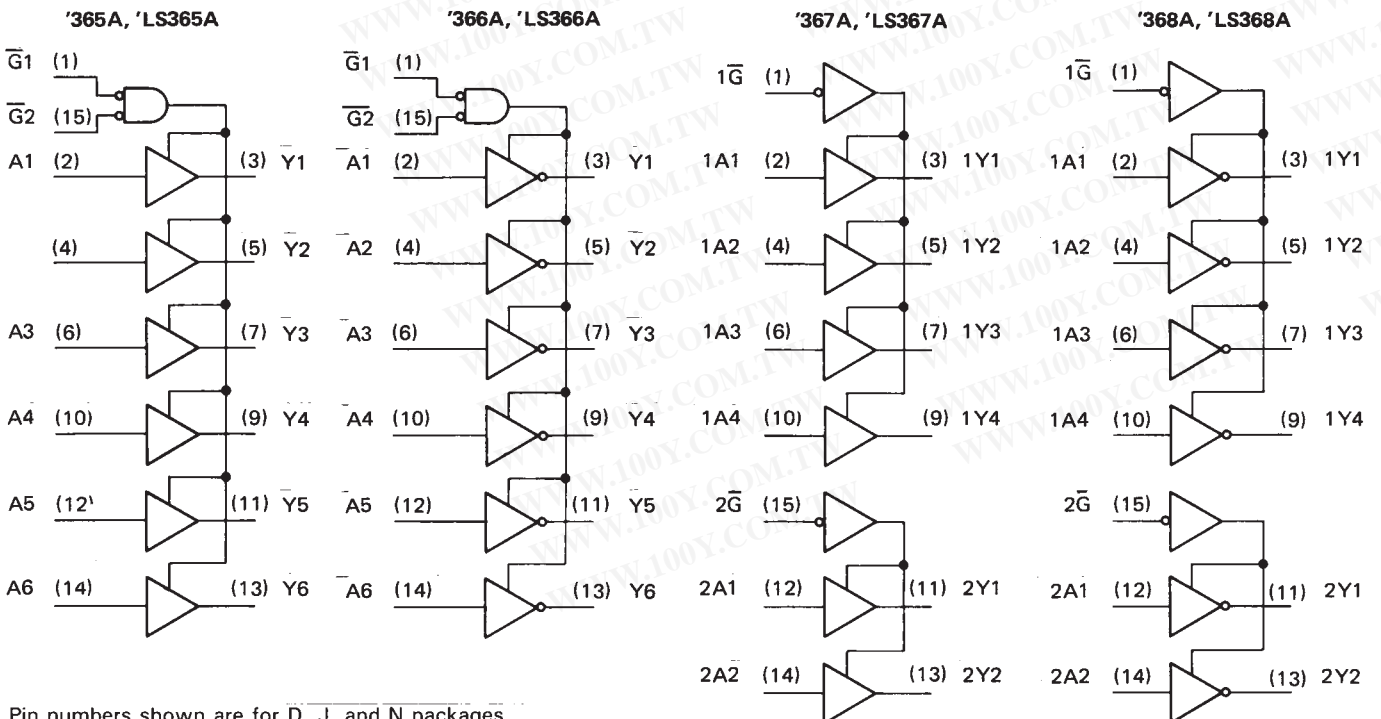 '365A, 'LS365A
G1 (1)
G2 (15)
A1 (2) (3) Y1
(4) (5) Y2
A3 (6) (7) Y3
A4 (10) (9) Y4
A5 (12) (11) Y5
A6 (14) (13) Y6
'366A, 'LS366A
G1 (1)
G2 (15)
A1 (2) (3) Y1
A2 (4) (5) Y2
A3 (6) (7) Y3
A4 (10) (9) Y4
A5 (12) (11) Y5
A6 (14) (13) Y6
'367A, 'LS367A
1G (1)
1A1 (2) (3) 1Y1
1A2 (4) (5) 1Y2
1A3 (6) (7) 1Y3
1A4 (10) (9) 1Y4
2G (15)
2A1 (12) (11) 2Y1
2A2 (14) (13) 2Y2
'368A, 'LS368A
1G (1)
1A1 (2) (3) 1Y1
1A2 (4) (5) 1Y2
1A3 (6) (7) 1Y3
1A4 (10) (9) 1Y4
2G (15)
2A1 (12) (11) 2Y1
2A2 (14) (13) 2Y2
Pin numbers shown are for D, J, and N packages
WWW.100Y.COM.TW